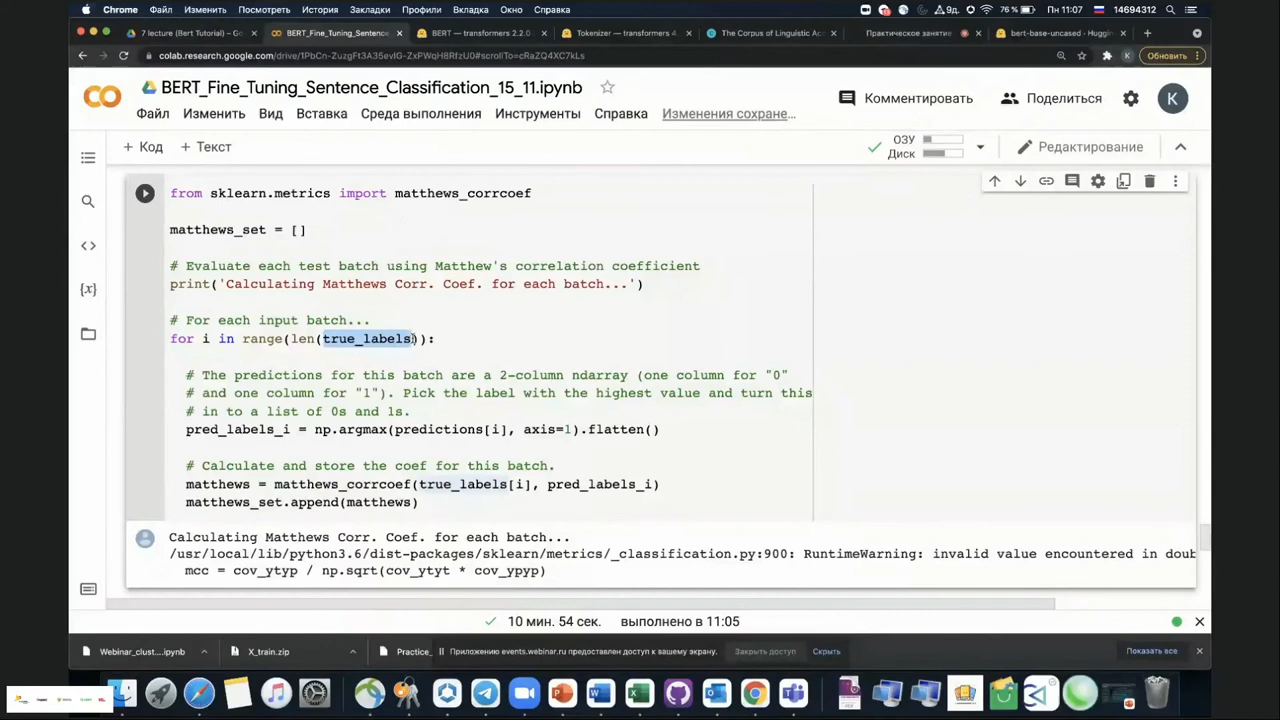 Chrome Файл Изменить Посмотреть История Закладки Профили Вкладка Окно Справка 9д. 76 % Пн 11:07 14694312
7 lecture (Bert Tutorial) – G BERT_Fine_Tuning_Sentence_ BERT — transformers 2.2.0 Tokenizer — transformers 4 The Corpus of Linguistic Acc Практическое занятие bert-base-uncased · Huggin
colab.research.google.com/drive/1PbCn-ZuzgFt3A35evIG-ZzPWqH8RfzU0#scrollTo=cRaZQ4XC7kLs Обновить
BERT_Fine_Tuning_Sentence_Classification_15_11.ipynb Комментировать Поделиться K
Файл Изменить Вид Вставка Среда выполнения Инструменты Справка Изменения сохране…
+ Код + Текст ОЗУ Диск Редактирование
from sklearn.metrics import matthews_corrcoef
matthews_set = []
# Evaluate each test batch using Matthew's correlation coefficient
print('Calculating Matthews Corr. Coef. for each batch...')
# For each input batch...
for i in range(len(true_labels)):
# The predictions for this batch are a 2-column ndarray (one column for "0"
# and one column for "1"). Pick the label with the highest value and turn this
# in to a list of 0s and 1s.
pred_labels_i = np.argmax(predictions[i], axis=1).flatten()
# Calculate and store the coef for this batch.
matthews = matthews_corrcoef(true_labels[i], pred_labels_i)
matthews_set.append(matthews)
Calculating Matthews Corr. Coef. for each batch...
/usr/local/lib/python3.6/dist-packages/sklearn/metrics/_classification.py:900: RuntimeWarning: invalid value encountered in doub
mcc = cov_ytyp / np.sqrt(cov_ytyt * cov_ypyp)
10 мин. 54 сек. выполнено в 11:05
Webinar_clust....ipynb X_train.zip Practice_ Приложению events.webinar.ru предоставлен доступ к вашему экрану. Закрыть доступ Скрыть Показать все